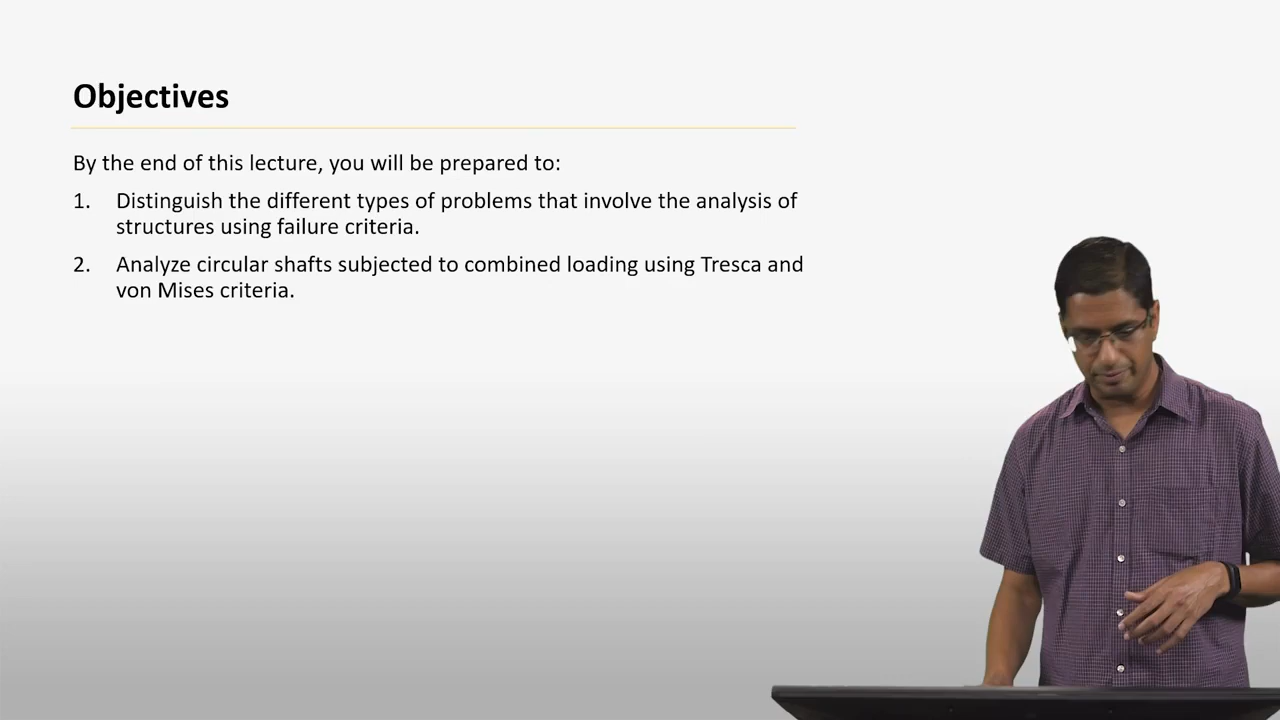 Objectives
By the end of this lecture, you will be prepared to:
1. Distinguish the different types of problems that involve the analysis of
structures using failure criteria.
2. Analyze circular shafts subjected to combined loading using Tresca and
von Mises criteria.